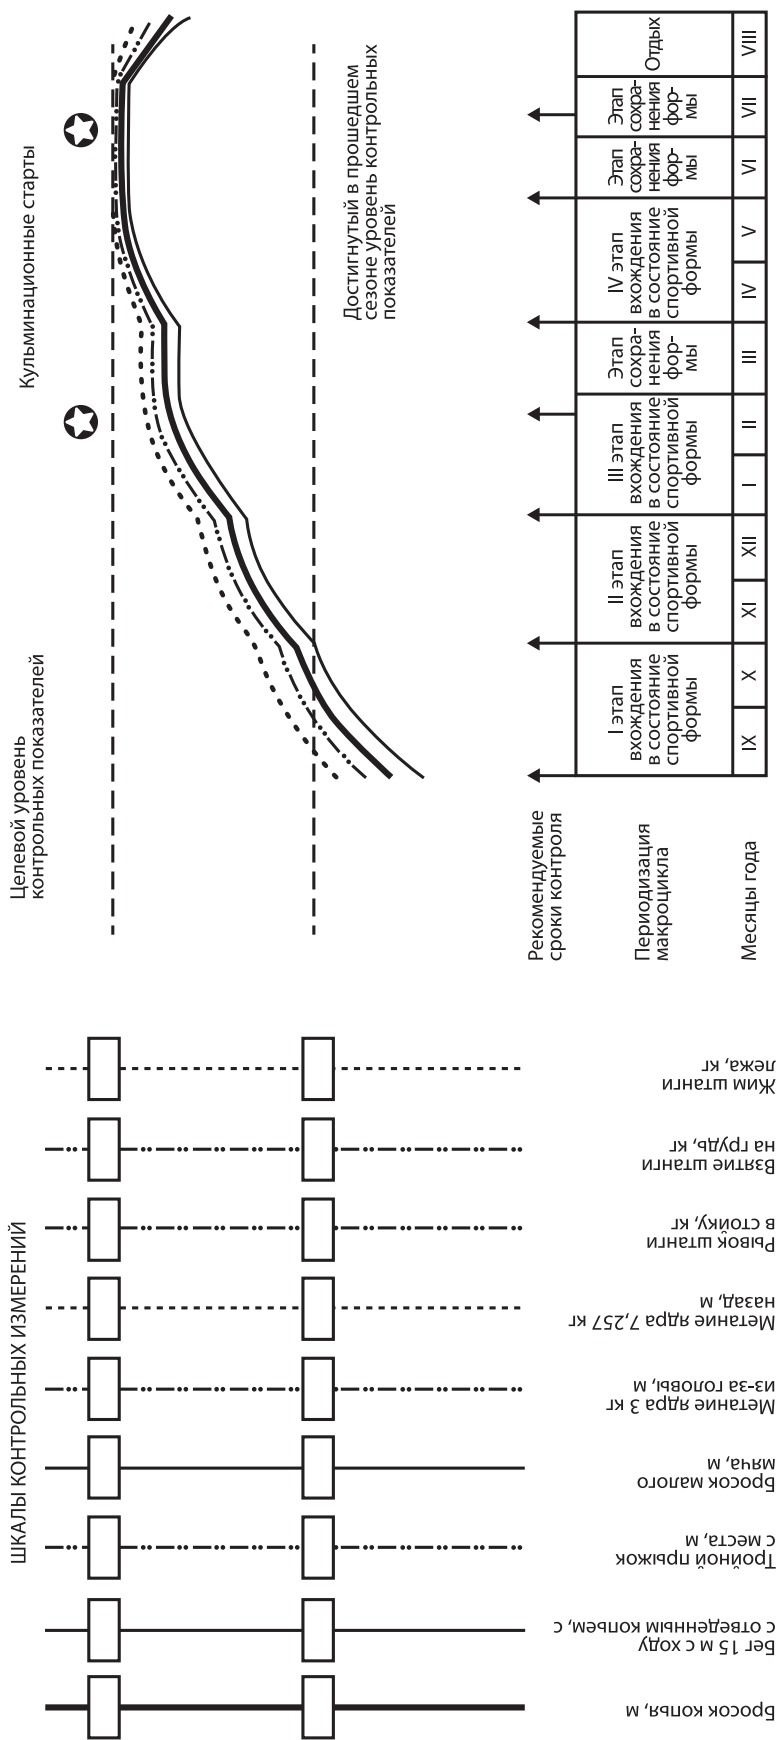 ШКАЛЫ КОНТРОЛЬНЫХ ИЗМЕРЕНИЙ
Бросок копья, м
Бег 15 м с ходу
с отведенным копьем, с
Тройной прыжок
с места, м
Бросок малого
мяча, м
Метание ядра 3 кг
из-за головы, м
Метание ядра 7,257 кг
назад, м
Рывок штанги
в стойку, кг
Взятие штанги
на грудь, кг
Жим штанги
лежа, кг
Целевой уровень
контрольных показателей
Кульминационные старты
Достигнутый в прошедшем
сезоне уровень контрольных
показателей
Рекомендуемые
сроки контроля
Периодизация
макроцикла
I этап
вхождения
в состояние
спортивной
формы
II этап
вхождения
в состояние
спортивной
формы
III этап
вхождения
в состояние
спортивной
формы
Этап
сохра-
нения
фор-
мы
IV этап
вхождения
в состояние
спортивной
формы
Этап
сохра-
нения
фор-
мы
Этап
сохра-
нения
фор-
мы
Отдых
Месяцы года
IX
X
XI
XII
I
II
III
IV
V
VI
VII
VIII